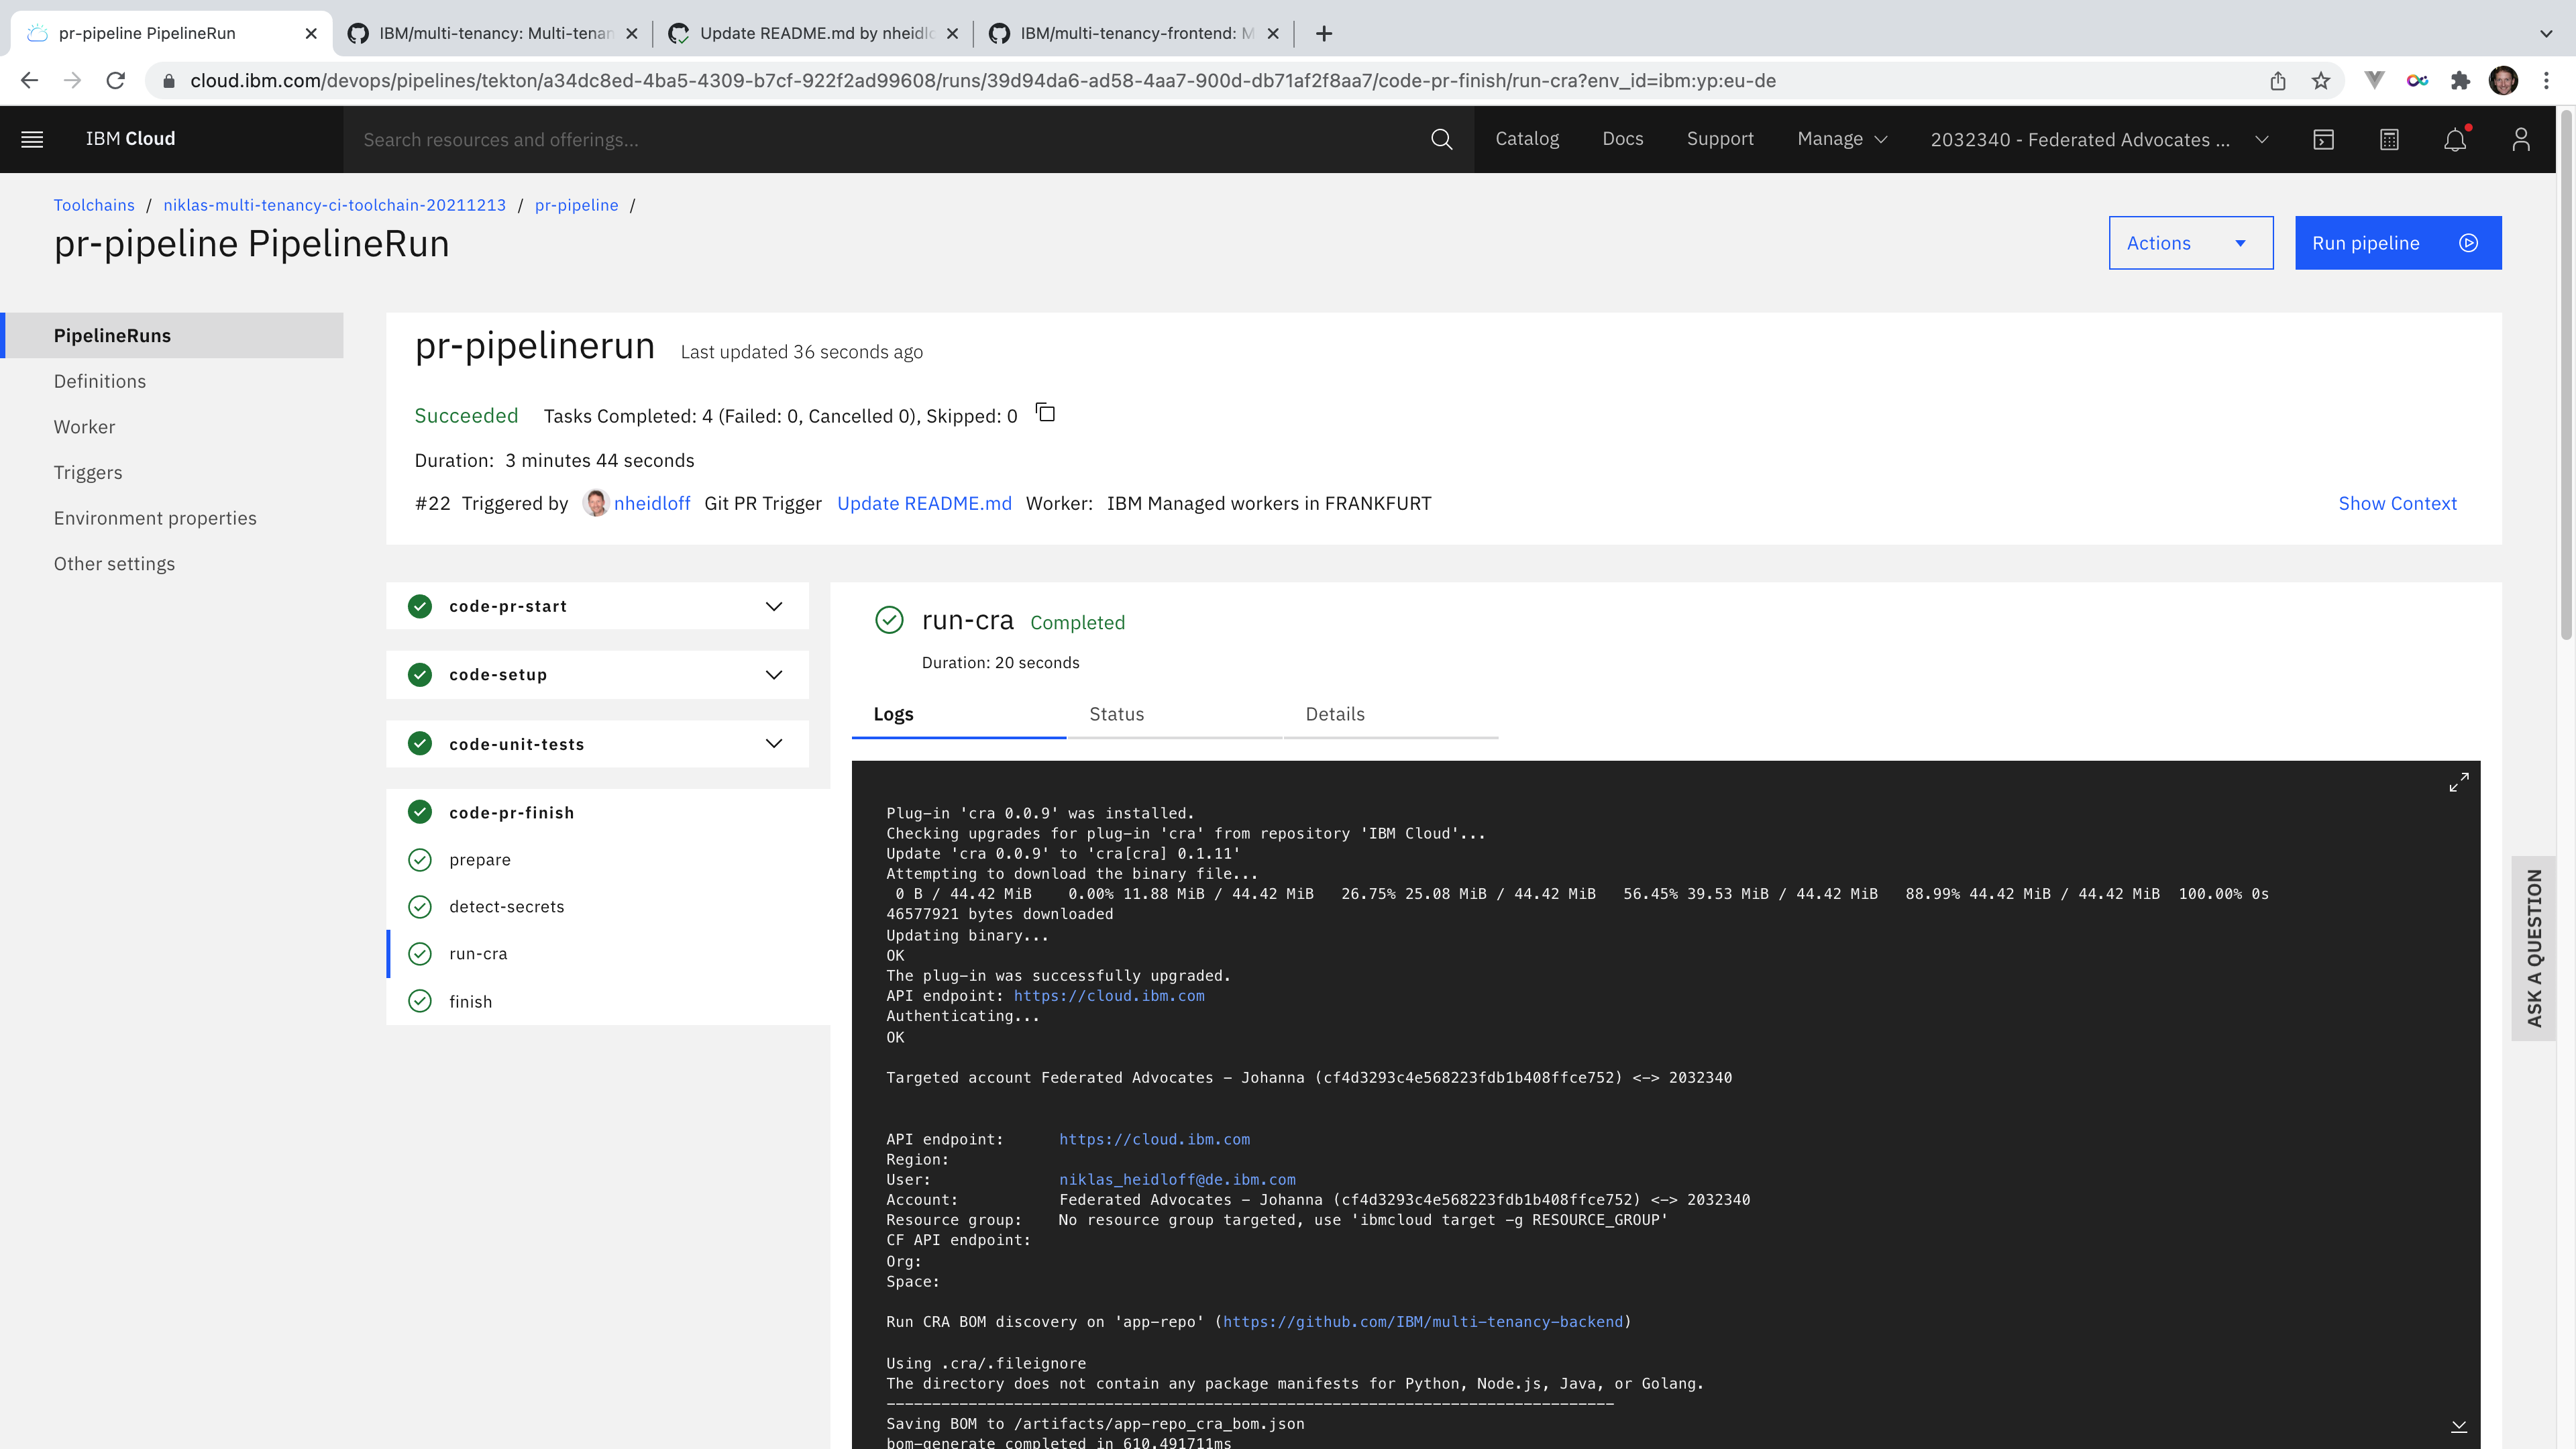 pr-pipeline PipelineRun
IBM/multi-tenancy: Multi-tenan
Update README.md by nheidlo
IBM/multi-tenancy-frontend: M
cloud.ibm.com/devops/pipelines/tekton/a34dc8ed-4ba5-4309-b7cf-922f2ad99608/runs/39d94da6-ad58-4aa7-900d-db71af2f8aa7/code-pr-finish/run-cra?env_id=ibm:yp:eu-de
IBM Cloud
Search resources and offerings...
Catalog
Docs
Support
Manage
2032340 - Federated Advocates ...
Toolchains / niklas-multi-tenancy-ci-toolchain-20211213 / pr-pipeline /
pr-pipeline PipelineRun
Actions
Run pipeline
PipelineRuns
Definitions
Worker
Triggers
Environment properties
Other settings
pr-pipelinerun Last updated 36 seconds ago
Succeeded Tasks Completed: 4 (Failed: 0, Cancelled 0), Skipped: 0
Duration: 3 minutes 44 seconds
#22 Triggered by nheidloff Git PR Trigger Update README.md Worker: IBM Managed workers in FRANKFURT
Show Context
code-pr-start
code-setup
code-unit-tests
code-pr-finish
prepare
detect-secrets
run-cra
finish
run-cra Completed
Duration: 20 seconds
Logs
Status
Details
Plug-in 'cra 0.0.9' was installed.
Checking upgrades for plug-in 'cra' from repository 'IBM Cloud'...
Update 'cra 0.0.9' to 'cra[cra] 0.1.11'
Attempting to download the binary file...
0 B / 44.42 MiB 0.00% 11.88 MiB / 44.42 MiB 26.75% 25.08 MiB / 44.42 MiB 56.45% 39.53 MiB / 44.42 MiB 88.99% 44.42 MiB / 44.42 MiB 100.00% 0s
46577921 bytes downloaded
Updating binary...
OK
The plug-in was successfully upgraded.
API endpoint: https://cloud.ibm.com
Authenticating...
OK
Targeted account Federated Advocates - Johanna (cf4d3293c4e568223fdb1b408ffce752) <-> 2032340
API endpoint: https://cloud.ibm.com
Region:
User: niklas_heidloff@de.ibm.com
Account: Federated Advocates - Johanna (cf4d3293c4e568223fdb1b408ffce752) <-> 2032340
Resource group: No resource group targeted, use 'ibmcloud target -g RESOURCE_GROUP'
CF API endpoint:
Org:
Space:
Run CRA BOM discovery on 'app-repo' (https://github.com/IBM/multi-tenancy-backend)
Using .cra/.fileignore
The directory does not contain any package manifests for Python, Node.js, Java, or Golang.
--------------------------------------------------------------------------------
Saving BOM to /artifacts/app-repo_cra_bom.json
bom-generate completed in 610.491711ms
ASK A QUESTION